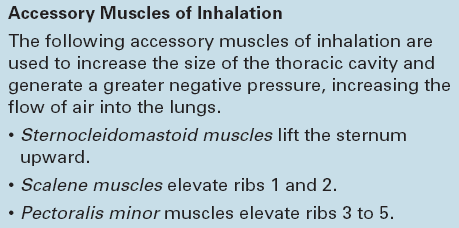 Accessory Muscles of Inhalation
The following accessory muscles of inhalation are
used to increase the size of the thoracic cavity and
generate a greater negative pressure, increasing the
flow of air into the lungs.
• Sternocleidomastoid muscles lift the sternum
upward.
• Scalene muscles elevate ribs 1 and 2.
• Pectoralis minor muscles elevate ribs 3 to 5.